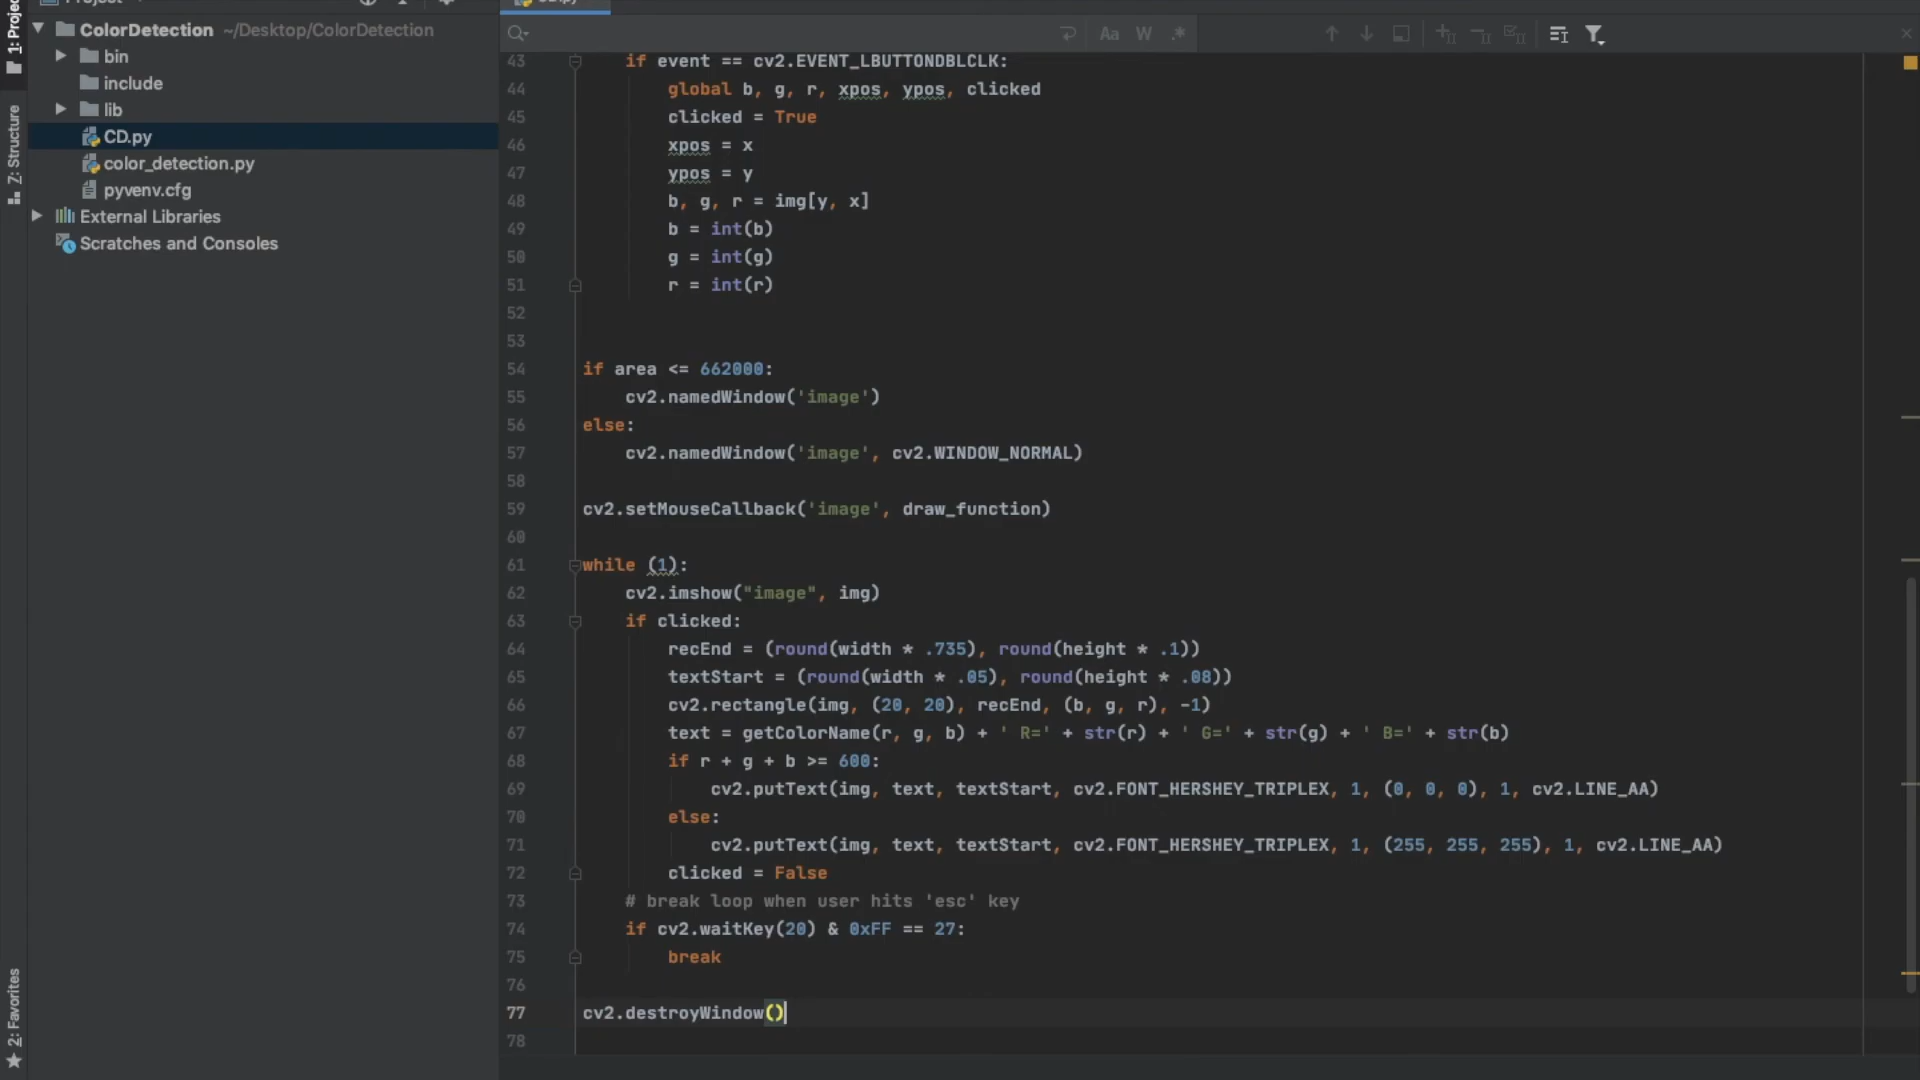 1: Project
ColorDetection ~/Desktop/ColorDetection
bin
include
lib
CD.py
color_detection.py
pyvenv.cfg
External Libraries
Scratches and Consoles
Z: Structure
2: Favorites
Aa W .*
43 if event == cv2.EVENT_LBUTTONDBLCLK:
44 global b, g, r, xpos, ypos, clicked
45 clicked = True
46 xpos = x
47 ypos = y
48 b, g, r = img[y, x]
49 b = int(b)
50 g = int(g)
51 r = int(r)
52
53
54 if area <= 662000:
55 cv2.namedWindow('image')
56 else:
57 cv2.namedWindow('image', cv2.WINDOW_NORMAL)
58
59 cv2.setMouseCallback('image', draw_function)
60
61 while (1):
62 cv2.imshow("image", img)
63 if clicked:
64 recEnd = (round(width * .735), round(height * .1))
65 textStart = (round(width * .05), round(height * .08))
66 cv2.rectangle(img, (20, 20), recEnd, (b, g, r), -1)
67 text = getColorName(r, g, b) + ' R=' + str(r) + ' G=' + str(g) + ' B=' + str(b)
68 if r + g + b >= 600:
69 cv2.putText(img, text, textStart, cv2.FONT_HERSHEY_TRIPLEX, 1, (0, 0, 0), 1, cv2.LINE_AA)
70 else:
71 cv2.putText(img, text, textStart, cv2.FONT_HERSHEY_TRIPLEX, 1, (255, 255, 255), 1, cv2.LINE_AA)
72 clicked = False
73 # break loop when user hits 'esc' key
74 if cv2.waitKey(20) & 0xFF == 27:
75 break
76
77 cv2.destroyWindow()
78